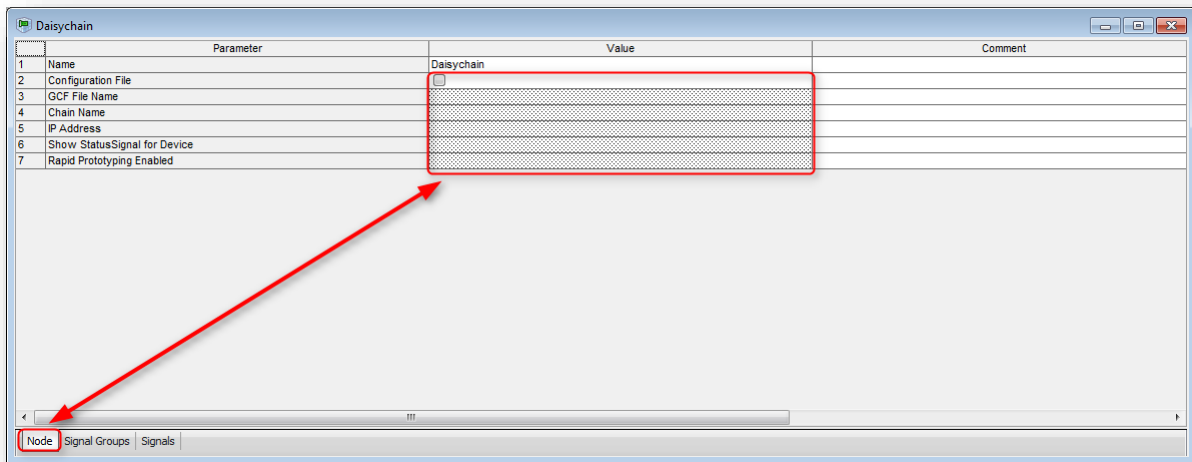 Daisychain
Parameter Value Comment
1 Name Daisychain
2 Configuration File
3 GCF File Name
4 Chain Name
5 IP Address
6 Show StatusSignal for Device
7 Rapid Prototyping Enabled
Node Signal Groups Signals